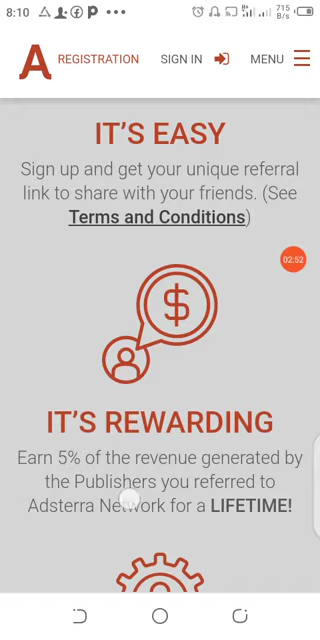 8:10
715
B/s
A REGISTRATION SIGN IN MENU
IT'S EASY
Sign up and get your unique referral
link to share with your friends. (See
Terms and Conditions)
02:52
$
IT'S REWARDING
Earn 5% of the revenue generated by
the Publishers you referred to
Adsterra Network for a LIFETIME!